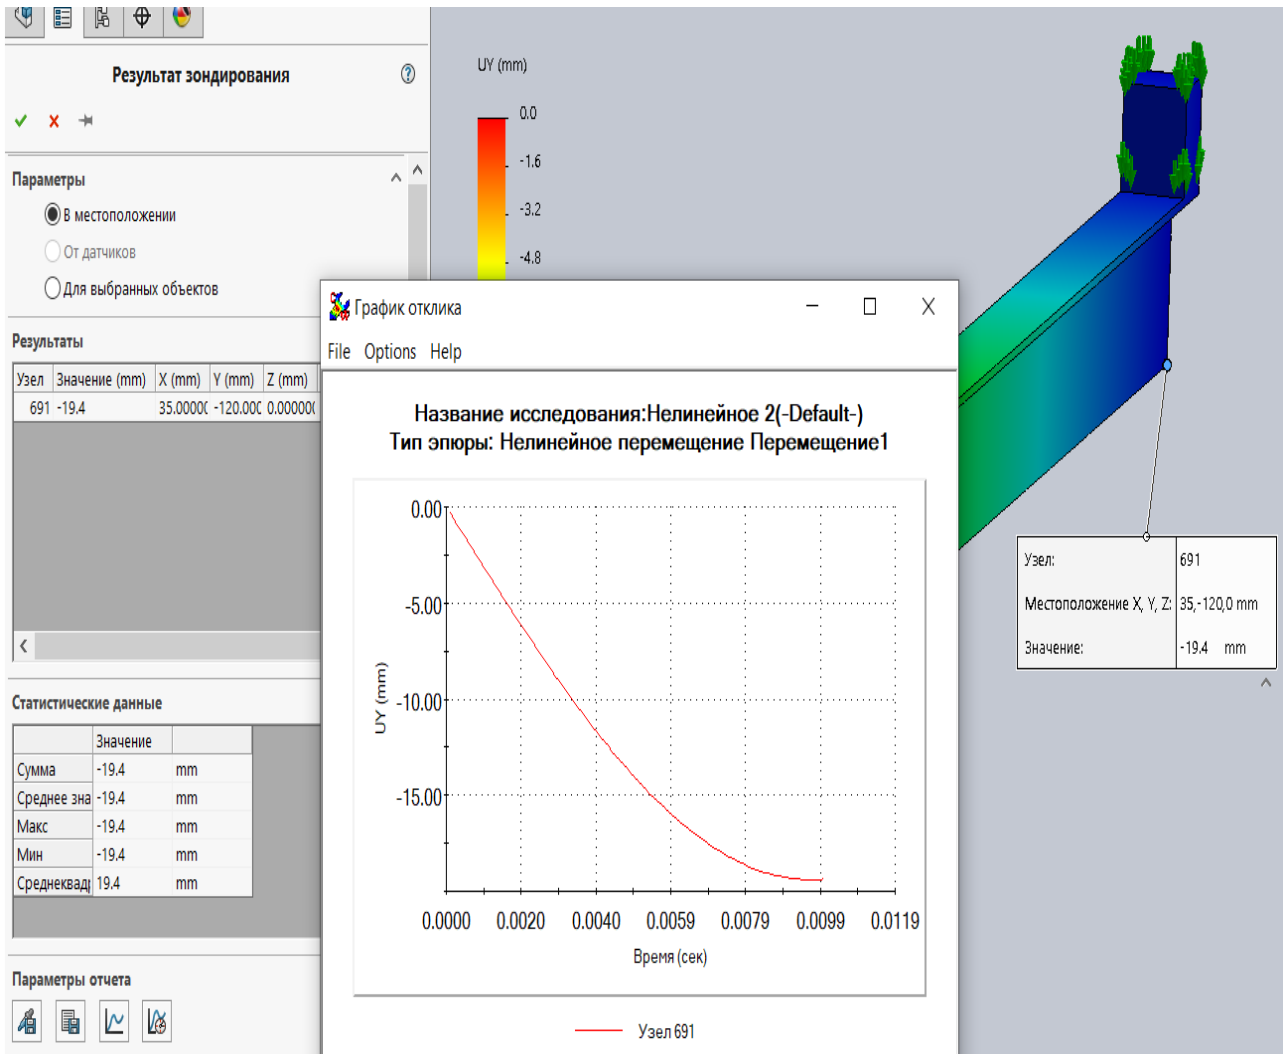 Результат зондирования
Параметры
В местоположении
От датчиков
Для выбранных объектов
Результаты
Узел Значение (mm) X (mm) Y (mm) Z (mm)
691 -19.4 35.0000( -120.00( 0.00000(
Статистические данные
Значение
Сумма -19.4 mm
Среднее зна -19.4 mm
Макс -19.4 mm
Мин -19.4 mm
Среднеквад 19.4 mm
Параметры отчета
UY (mm)
0.0
-1.6
-3.2
-4.8
График отклика
File Options Help
Название исследования:Нелинейное 2(-Default-)
Тип эпюры: Нелинейное перемещение Перемещение1
0.00
-5.00
-10.00
-15.00
UY (mm)
0.0000 0.0020 0.0040 0.0059 0.0079 0.0099 0.0119
Время (сек)
Узел 691
Узел: 691
Местоположение X, Y, Z: 35,-120,0 mm
Значение: -19.4 mm